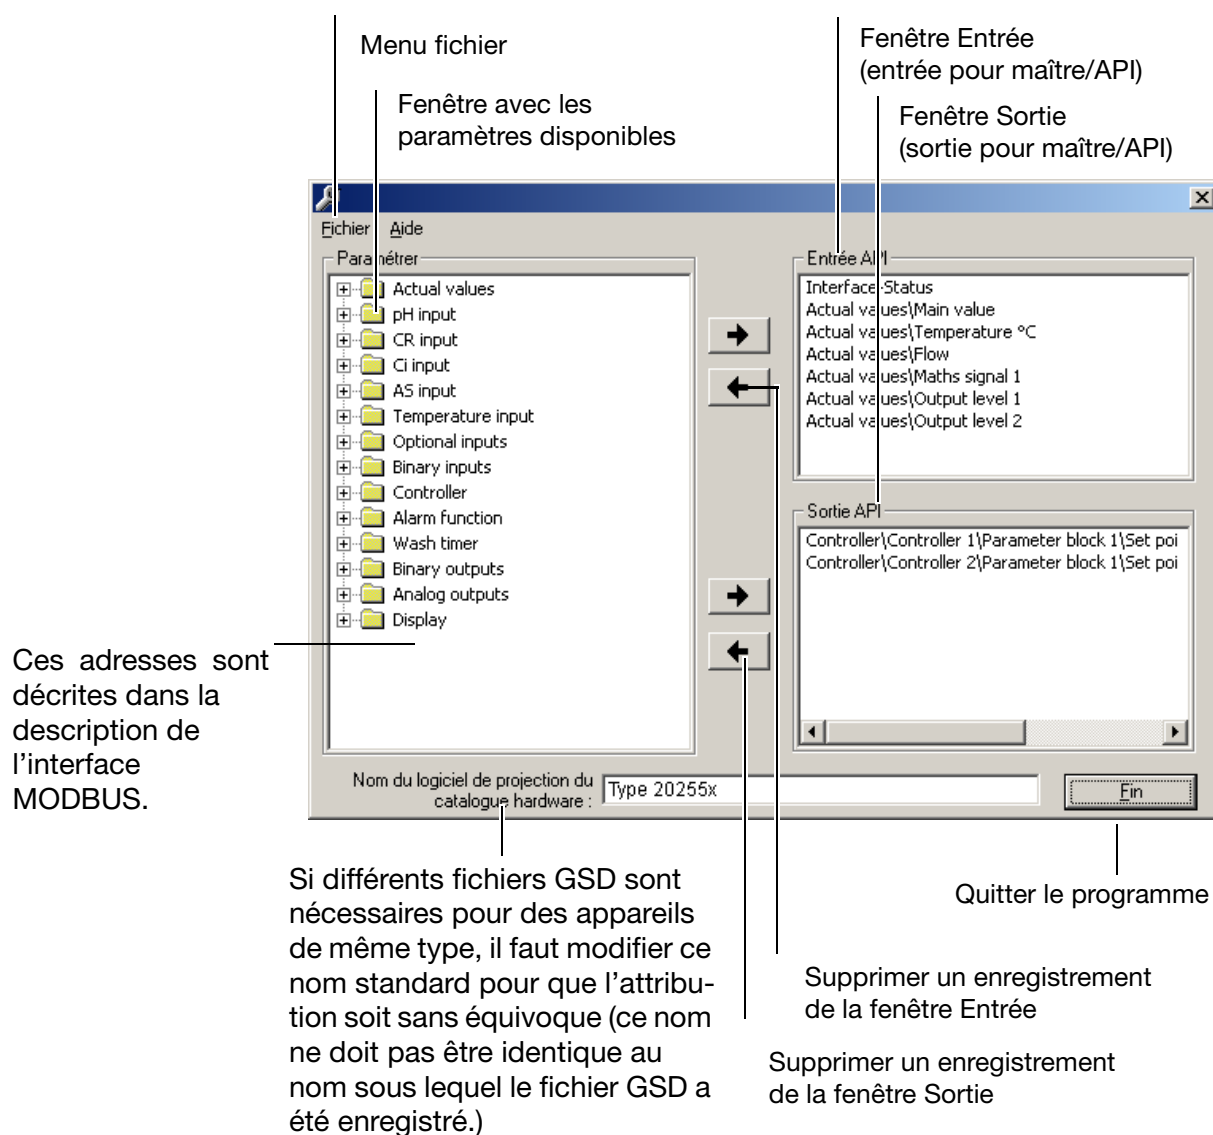 Menu fichier
Fenêtre avec les
paramètres disponibles
Fenêtre Entrée
(entrée pour maître/API)
Fenêtre Sortie
(sortie pour maître/API)
Fichier Aide
Paramétrer
Actual values
pH input
CR input
Ci input
AS input
Temperature input
Optional inputs
Binary inputs
Controller
Alarm function
Wash timer
Binary outputs
Analog outputs
Display
Entrée API
Interface-Status
Actual values\Main value
Actual values\Temperature °C
Actual values\Flow
Actual values\Maths signal 1
Actual values\Output level 1
Actual values\Output level 2
Sortie API
Controller\Controller 1\Parameter block 1\Set poi
Controller\Controller 2\Parameter block 1\Set poi
Nom du logiciel de projection du
catalogue hardware :
Type 20255x
Fin
Ces adresses sont
décrites dans la
description de
l'interface
MODBUS.
Si différents fichiers GSD sont
nécessaires pour des appareils
de même type, il faut modifier ce
nom standard pour que l'attribu-
tion soit sans équivoque (ce nom
ne doit pas être identique au
nom sous lequel le fichier GSD a
été enregistré.)
Quitter le programme
Supprimer un enregistrement
de la fenêtre Entrée
Supprimer un enregistrement
de la fenêtre Sortie